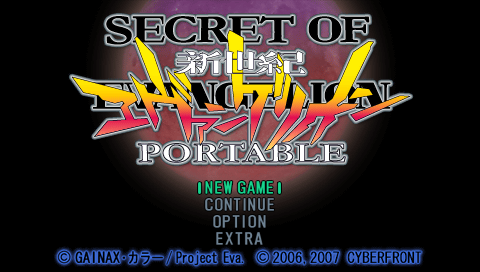 SECRET OF
新世紀
EVANGELION
エヴァンゲリオン
PORTABLE
NEW GAME
CONTINUE
OPTION
EXTRA
© GAINAX・カラー/Project Eva. © 2006, 2007 CYBERFRONT